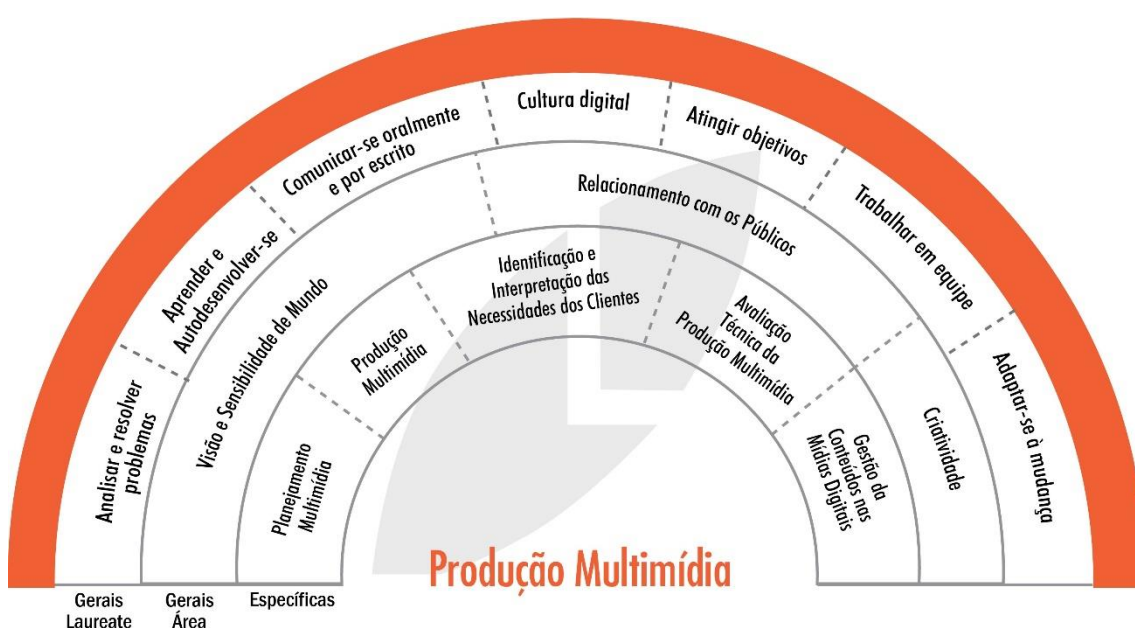 Analisar e resolver
problemas
Aprender e
Autodesenvolver-se
Comunicar-se oralmente
e por escrito
Cultura digital
Atingir objetivos
Trabalhar em equipe
Adaptar-se à mudança
Visão e Sensibilidade de Mundo
Relacionamento com os Públicos
Criatividade
Planejamento
Multimídia
Produção
Multimídia
Identificação e
Interpretação das
Necessidades dos Clientes
Avaliação
Técnica da
Produção Multimídia
Gestão da
Conteúdos nas
Mídias Digitais
Produção Multimídia
Gerais
Laureate
Gerais
Área
Específicas